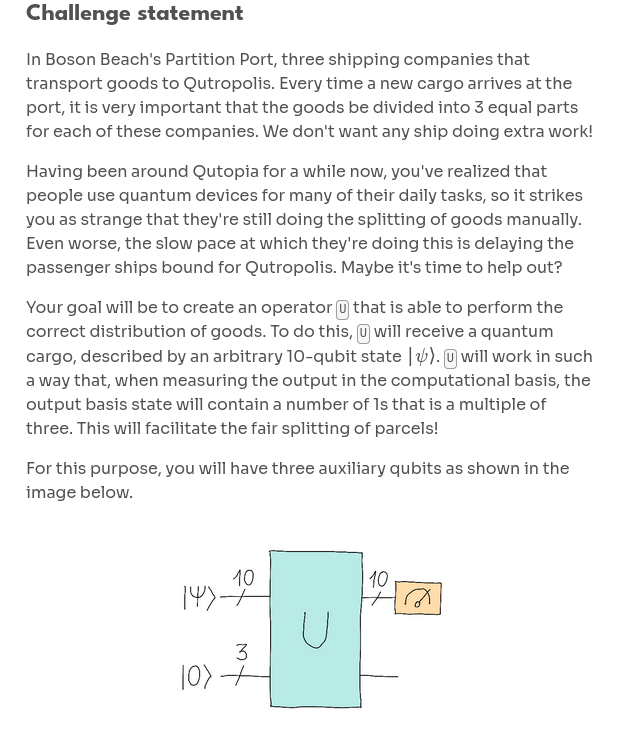 Challenge statement
In Boson Beach's Partition Port, three shipping companies that
transport goods to Qutropolis. Every time a new cargo arrives at the
port, it is very important that the goods be divided into 3 equal parts
for each of these companies. We don't want any ship doing extra work!
Having been around Qutopia for a while now, you've realized that
people use quantum devices for many of their daily tasks, so it strikes
you as strange that they're still doing the splitting of goods manually.
Even worse, the slow pace at which they're doing this is delaying the
passenger ships bound for Qutropolis. Maybe it's time to help out?
Your goal will be to create an operator U that is able to perform the
correct distribution of goods. To do this, U will receive a quantum
cargo, described by an arbitrary 10-qubit state |ψ⟩. U will work in such
a way that, when measuring the output in the computational basis, the
output basis state will contain a number of 1s that is a multiple of
three. This will facilitate the fair splitting of parcels!
For this purpose, you will have three auxiliary qubits as shown in the
image below.
10 10
|Ψ⟩
U
3
|0⟩